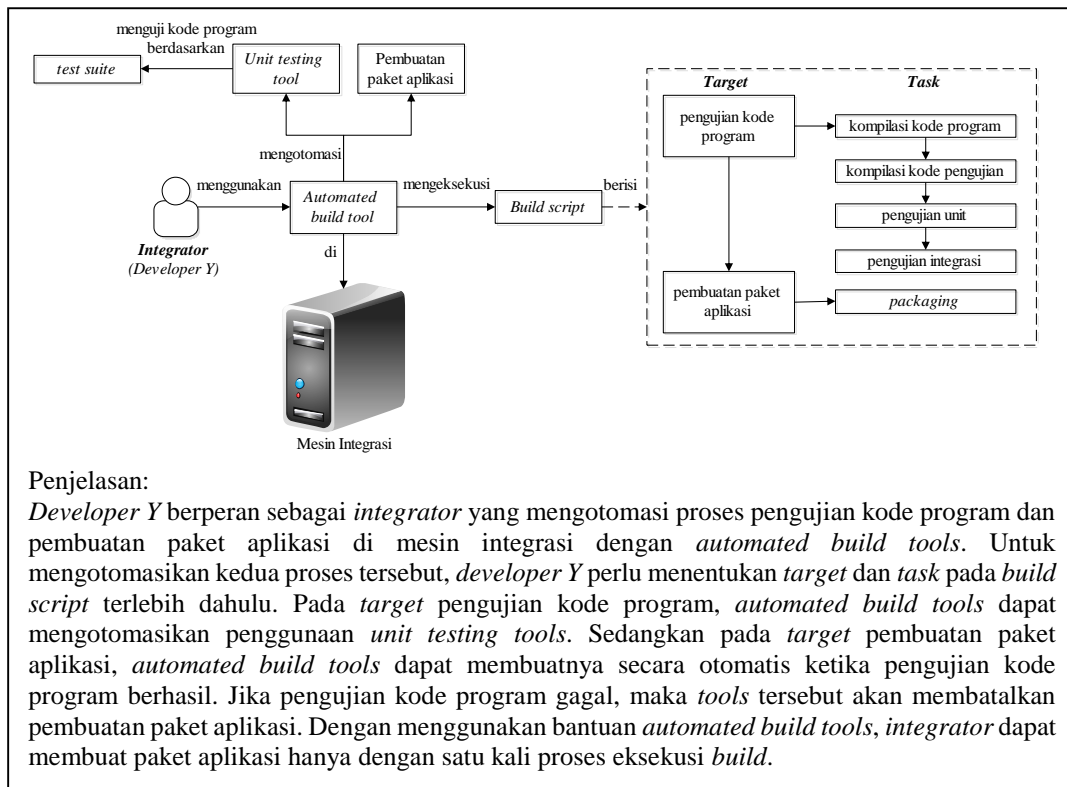 menguji kode program
berdasarkan
test suite
Unit testing
tool
Pembuatan
paket aplikasi
mengotomasi
menggunakan
Automated
build tool
mengeksekusi
Build script
berisi
Integrator
(Developer Y)
di
Mesin Integrasi
Target
Task
pengujian kode
program
kompilasi kode program
kompilasi kode pengujian
pengujian unit
pengujian integrasi
pembuatan paket
aplikasi
packaging
Penjelasan:
Developer Y berperan sebagai integrator yang mengotomasi proses pengujian kode program dan
pembuatan paket aplikasi di mesin integrasi dengan automated build tools. Untuk
mengotomasikan kedua proses tersebut, developer Y perlu menentukan target dan task pada build
script terlebih dahulu. Pada target pengujian kode program, automated build tools dapat
mengotomasikan penggunaan unit testing tools. Sedangkan pada target pembuatan paket
aplikasi, automated build tools dapat membuatnya secara otomatis ketika pengujian kode
program berhasil. Jika pengujian kode program gagal, maka tools tersebut akan membatalkan
pembuatan paket aplikasi. Dengan menggunakan bantuan automated build tools, integrator dapat
membuat paket aplikasi hanya dengan satu kali proses eksekusi build.